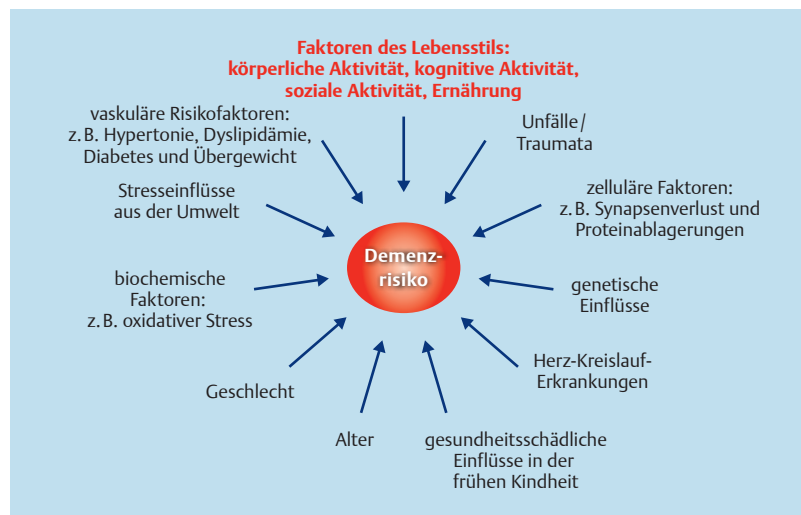 Faktoren des Lebensstils:
körperliche Aktivität, kognitive Aktivität,
soziale Aktivität, Ernährung
vaskuläre Risikofaktoren:
z. B. Hypertonie, Dyslipidämie,
Diabetes und Übergewicht
Unfälle/
Traumata
Stresseinflüsse
aus der Umwelt
zelluläre Faktoren:
z. B. Synapsenverlust und
Proteinablagerungen
Demenz-
risiko
biochemische
Faktoren:
z. B. oxidativer Stress
genetische
Einflüsse
Geschlecht
Herz-Kreislauf-
Erkrankungen
Alter
gesundheitsschädliche
Einflüsse in der
frühen Kindheit